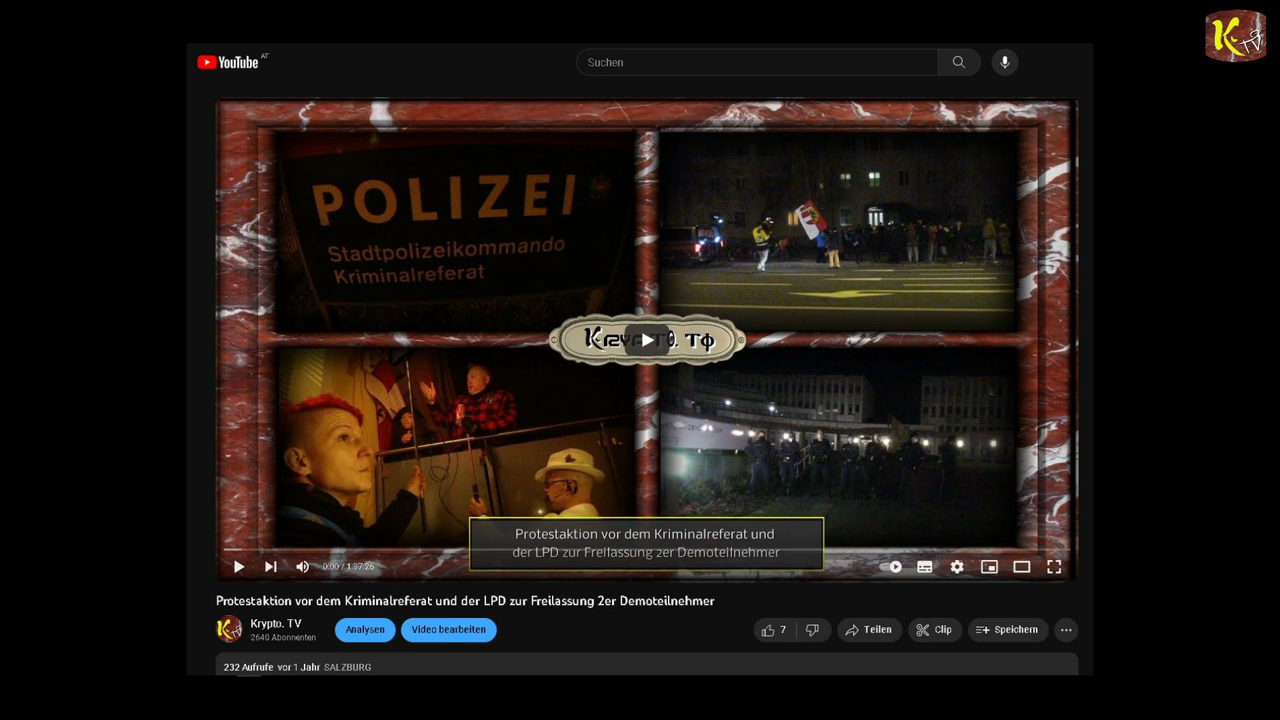 K TV
YouTube AT
Suchen
POLIZEI
Stadtpolizeikommando
Kriminalreferat
Protestaktion vor dem Kriminalreferat und
der LPD zur Freilassung 2er Demoteilnehmer
0:00 / 1:37:26
Protestaktion vor dem Kriminalreferat und der LPD zur Freilassung 2er Demoteilnehmer
Krypto. TV
2640 Abonnenten
Analysen
Video bearbeiten
7
Teilen
Clip
Speichern
232 Aufrufe vor 1 Jahr SALZBURG